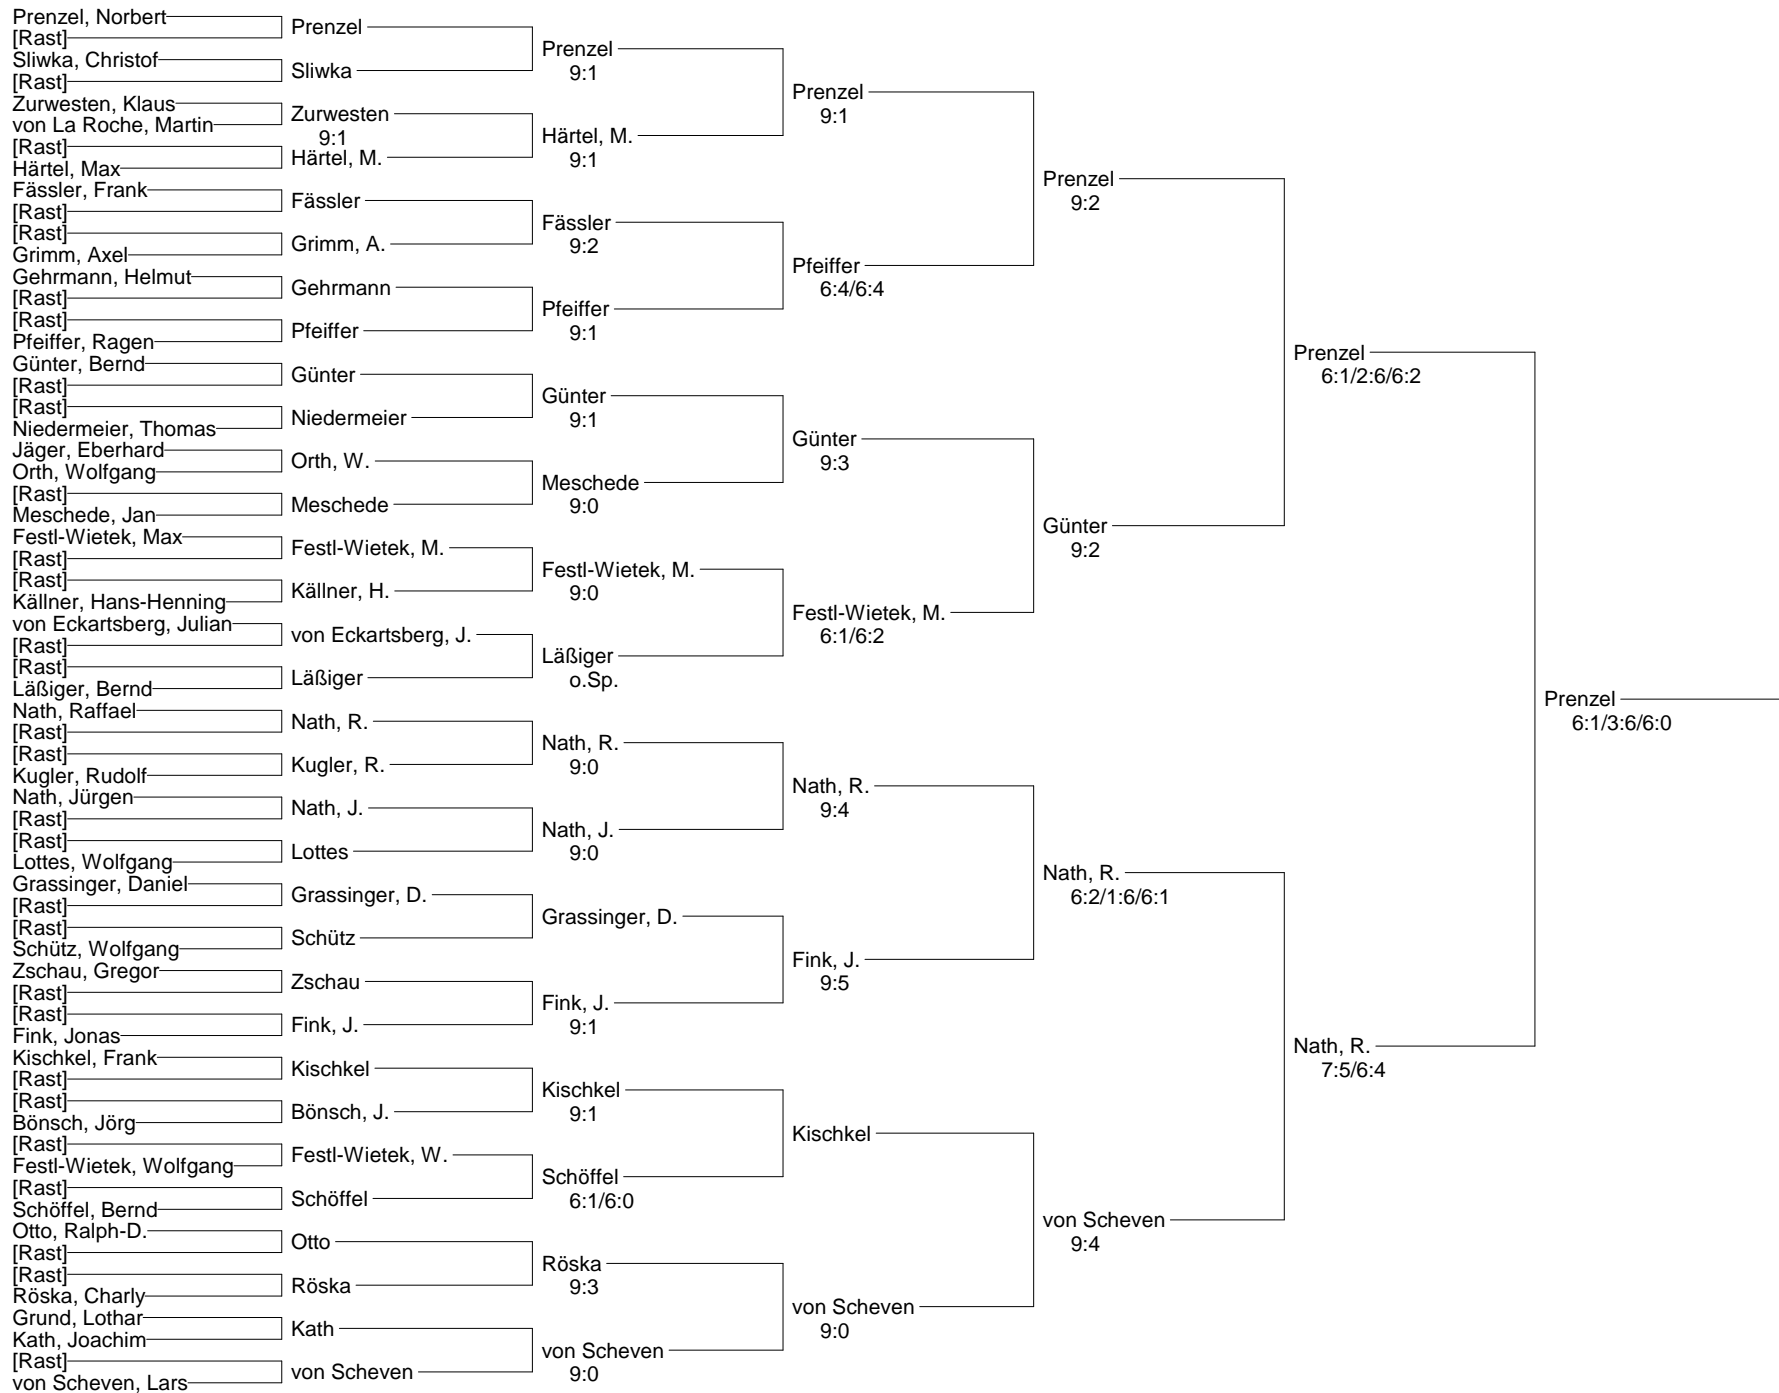 Prenzel, Norbert
[Rast]
Sliwka, Christof
[Rast]
Zurwesten, Klaus
von La Roche, Martin
[Rast]
Härtel, Max
Fässler, Frank
[Rast]
[Rast]
Grimm, Axel
Gehrmann, Helmut
[Rast]
[Rast]
Pfeiffer, Ragen
Günter, Bernd
[Rast]
[Rast]
Niedermeier, Thomas
Jäger, Eberhard
Orth, Wolfgang
[Rast]
Meschede, Jan
Festl-Wietek, Max
[Rast]
[Rast]
Källner, Hans-Henning
von Eckartsberg, Julian
[Rast]
[Rast]
Läßiger, Bernd
Nath, Raffael
[Rast]
[Rast]
Kugler, Rudolf
Nath, Jürgen
[Rast]
[Rast]
Lottes, Wolfgang
Grassinger, Daniel
[Rast]
[Rast]
Schütz, Wolfgang
Zschau, Gregor
[Rast]
[Rast]
Fink, Jonas
Kischkel, Frank
[Rast]
[Rast]
Bönsch, Jörg
[Rast]
Festl-Wietek, Wolfgang
[Rast]
Schöffel, Bernd
Otto, Ralph-D.
[Rast]
[Rast]
Röska, Charly
Grund, Lothar
Kath, Joachim
[Rast]
von Scheven, Lars
Prenzel
Sliwka
Zurwesten
9:1
Härtel, M.
Fässler
Grimm, A.
Gehrmann
Pfeiffer
Günter
Niedermeier
Orth, W.
Meschede
Festl-Wietek, M.
Källner, H.
von Eckartsberg, J.
Läßiger
Nath, R.
Kugler, R.
Nath, J.
Lottes
Grassinger, D.
Schütz
Zschau
Fink, J.
Kischkel
Bönsch, J.
Festl-Wietek, W.
Schöffel
Otto
Röska
Kath
von Scheven
Prenzel
9:1
Härtel, M.
9:1
Fässler
9:2
Pfeiffer
9:1
Günter
9:1
Meschede
9:0
Festl-Wietek, M.
9:0
Läßiger
o.Sp.
Nath, R.
9:0
Nath, J.
9:0
Grassinger, D.
Fink, J.
9:1
Kischkel
9:1
Schöffel
6:1/6:0
Röska
9:3
von Scheven
9:0
Prenzel
9:1
Pfeiffer
6:4/6:4
Günter
9:3
Festl-Wietek, M.
6:1/6:2
Nath, R.
9:4
Fink, J.
9:5
Kischkel
von Scheven
9:0
Prenzel
9:2
Günter
9:2
Nath, R.
6:2/1:6/6:1
von Scheven
9:4
Prenzel
6:1/2:6/6:2
Nath, R.
7:5/6:4
Prenzel
6:1/3:6/6:0